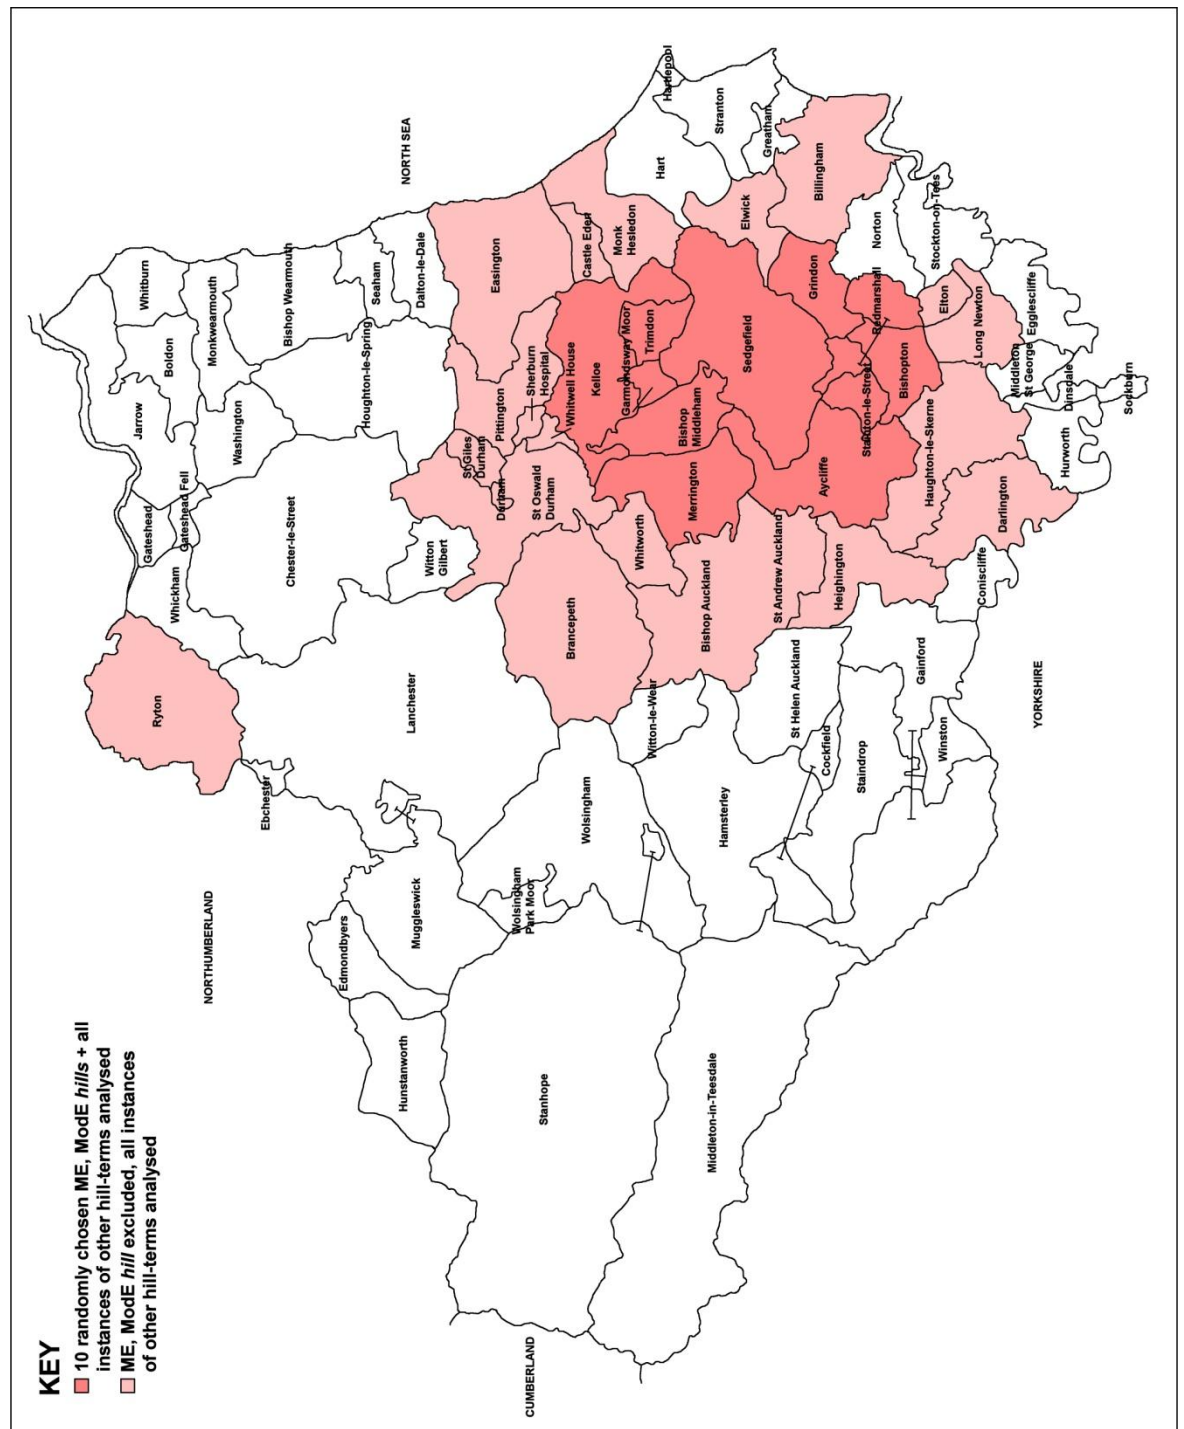 KEY
10 randomly chosen ME, ModE hills + all
instances of other hill-terms analysed
ME, ModE hill excluded, all instances
of other hill-terms analysed
NORTHUMBERLAND
NORTH SEA
CUMBERLAND
YORKSHIRE
Ryton
Whickham
Gateshead
Gateshead Fell
Jarrow
Boldon
Whitburn
Monkwearmouth
Washington
Bishop Wearmouth
Chester-le-Street
Houghton-le-Spring
Seaham
Dalton-le-Dale
Ebchester
Lanchester
Witton
Gilbert
Edmondbyers
Muggleswick
Hunstanworth
Stanhope
Wolsingham
Park Moor
Wolsingham
Brancepeth
Durham
St Giles
Durham
St Oswald
Durham
Pittington
Sherburn
Hospital
Whitwell House
Easington
Castle Eden
Monk
Hesledon
Kelloe
Garmondsway Moor
Trimdon
Hart
Hartlepool
Stranton
Greatham
Elwick
Billingham
Whitworth
Merrington
Bishop
Middleham
Sedgefield
Grindon
Norton
Stockton-on-Tees
Redmarshall
Elton
Long Newton
Egglescliffe
Middleton
St George
Dinsdale
Sockburn
Hurworth
Bishopton
Stainton-le-Street
Aycliffe
Haughton-le-Skerne
Darlington
Coniscliffe
Heighington
St Andrew Auckland
Bishop Auckland
Witton-le-Wear
St Helen Auckland
Hamsterley
Cockfield
Staindrop
Gainford
Winston
Middleton-in-Teesdale